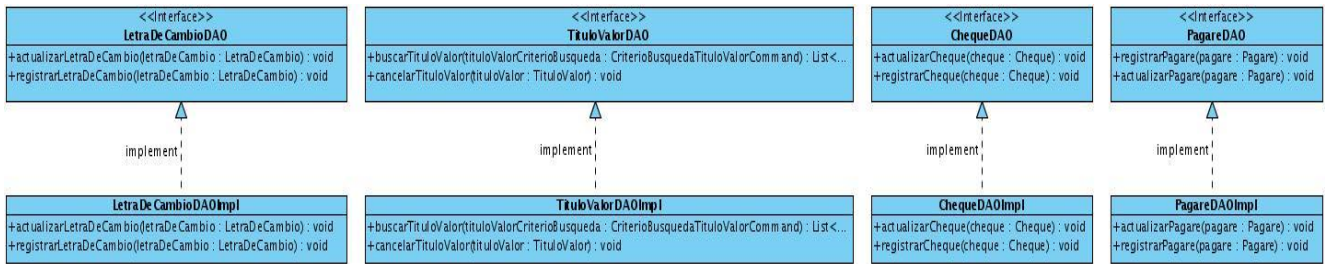 <<Interface>>
LetraDeCambioDAO
+actualizarLetraDeCambio(letraDeCambio : LetraDeCambio) : void
+registrarLetraDeCambio(letraDeCambio : LetraDeCambio) : void
<<Interface>>
TituloValorDAO
+buscarTituloValor(tituloValorCriterioBusqueda : CriterioBusquedaTituloValorCommand) : List<...
+cancelarTituloValor(tituloValor : TituloValor) : void
<<Interface>>
ChequeDAO
+actualizarCheque(cheque : Cheque) : void
+registrarCheque(cheque : Cheque) : void
<<Interface>>
PagareDAO
+registrarPagare(pagare : Pagare) : void
+actualizarPagare(pagare : Pagare) : void
implement
implement
implement
implement
LetraDeCambioDAOImpl
+actualizarLetraDeCambio(letraDeCambio : LetraDeCambio) : void
+registrarLetraDeCambio(letraDeCambio : LetraDeCambio) : void
TituloValorDAOImpl
+buscarTituloValor(tituloValorCriterioBusqueda : CriterioBusquedaTituloValorCommand) : List<...
+cancelarTituloValor(tituloValor : TituloValor) : void
ChequeDAOImpl
+actualizarCheque(cheque : Cheque) : void
+registrarCheque(cheque : Cheque) : void
PagareDAOImpl
+actualizarPagare(pagare : Pagare) : void
+registrarPagare(pagare : Pagare) : void